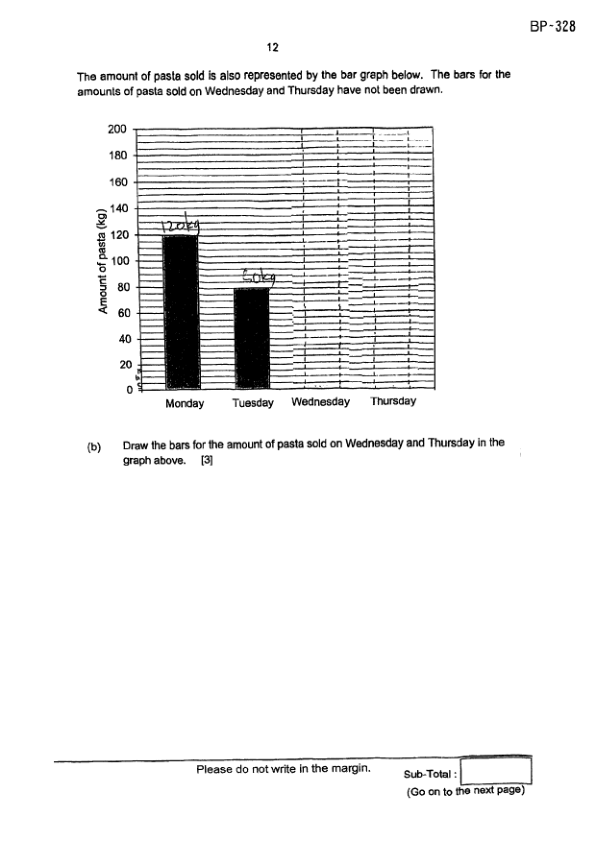 BP-328
12
The amount of pasta sold is also represented by the bar graph below. The bars for the
amounts of pasta sold on Wednesday and Thursday have not been drawn.
200
180
160
140
120
100
80
60
40
20
0
Amount of pasta (kg)
120kg
Monday Tuesday Wednesday Thursday
(b) Draw the bars for the amount of pasta sold on Wednesday and Thursday in the
graph above. [3]
Please do not write in the margin.
Sub-Total :
(Go on to the next page)